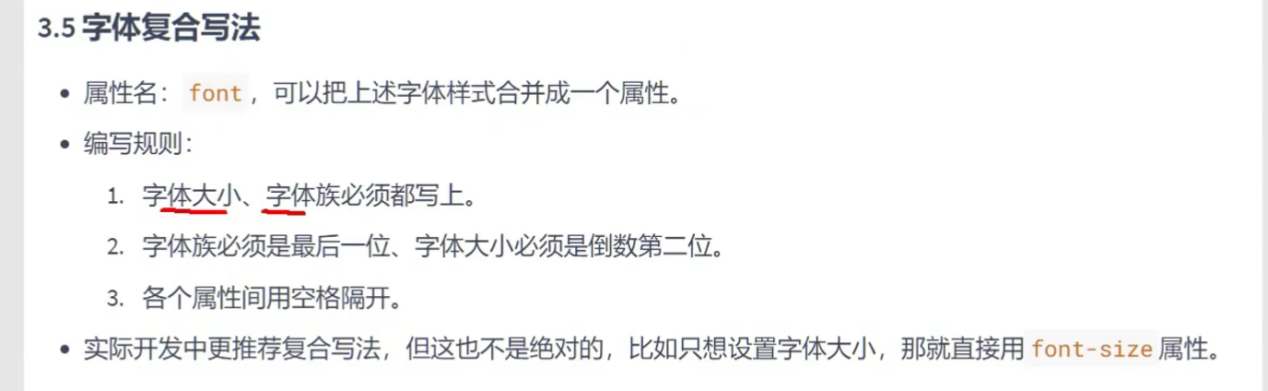 3.5 字体复合写法
• 属性名：font，可以把上述字体样式合并成一个属性。
• 编写规则：
1. 字体大小、字体族必须都写上。
2. 字体族必须是最后一位、字体大小必须是倒数第二位。
3. 各个属性间用空格隔开。
• 实际开发中更推荐复合写法，但这也不是绝对的，比如只想设置字体大小，那就直接用 font-size 属性。